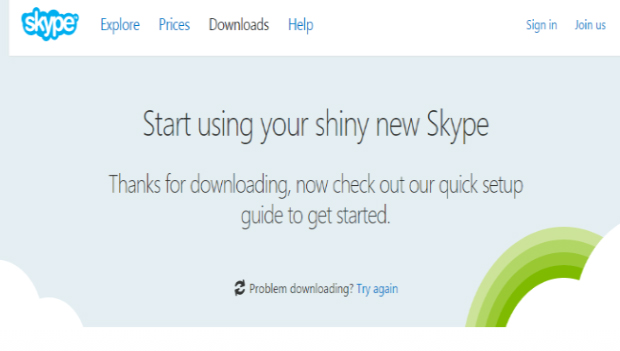 skype Explore Prices Downloads Help Sign in Join us
Start using your shiny new Skype
Thanks for downloading, now check out our quick setup
guide to get started.
Problem downloading? Try again